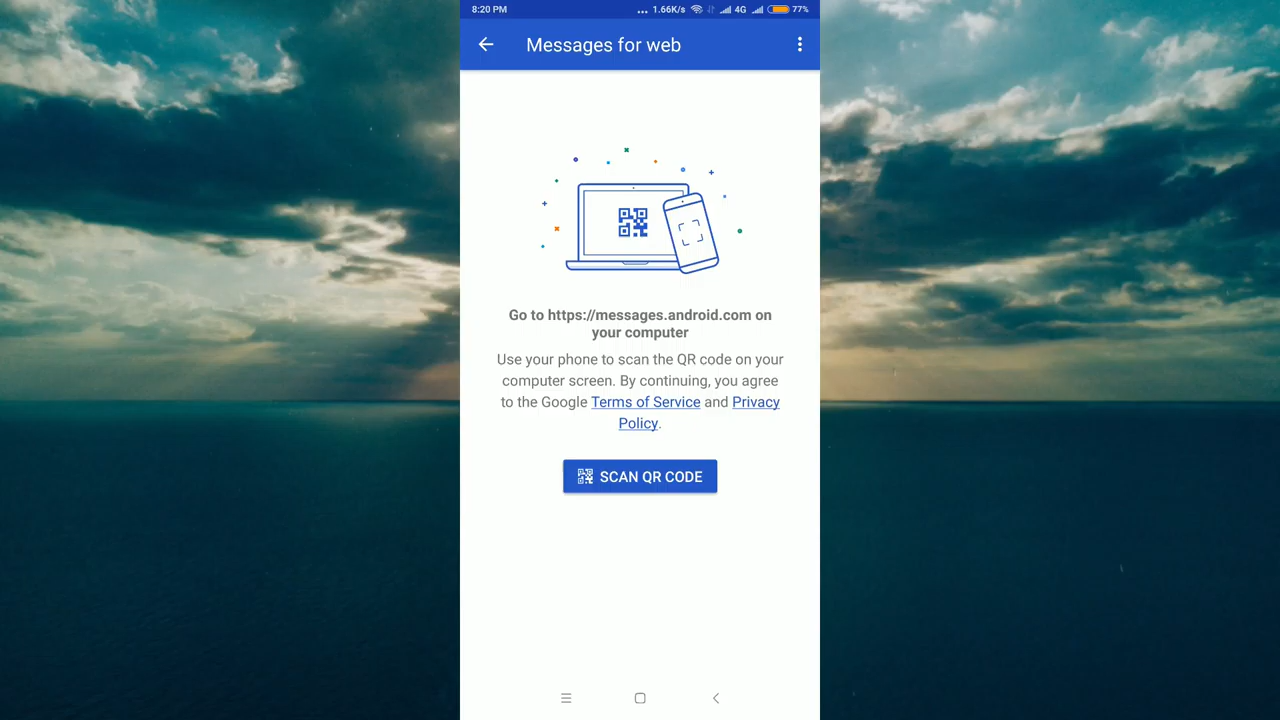 8:20 PM ... 1.66K/s 4G 77%
Messages for web
Go to https://messages.android.com on
your computer
Use your phone to scan the QR code on your
computer screen. By continuing, you agree
to the Google Terms of Service and Privacy
Policy.
SCAN QR CODE